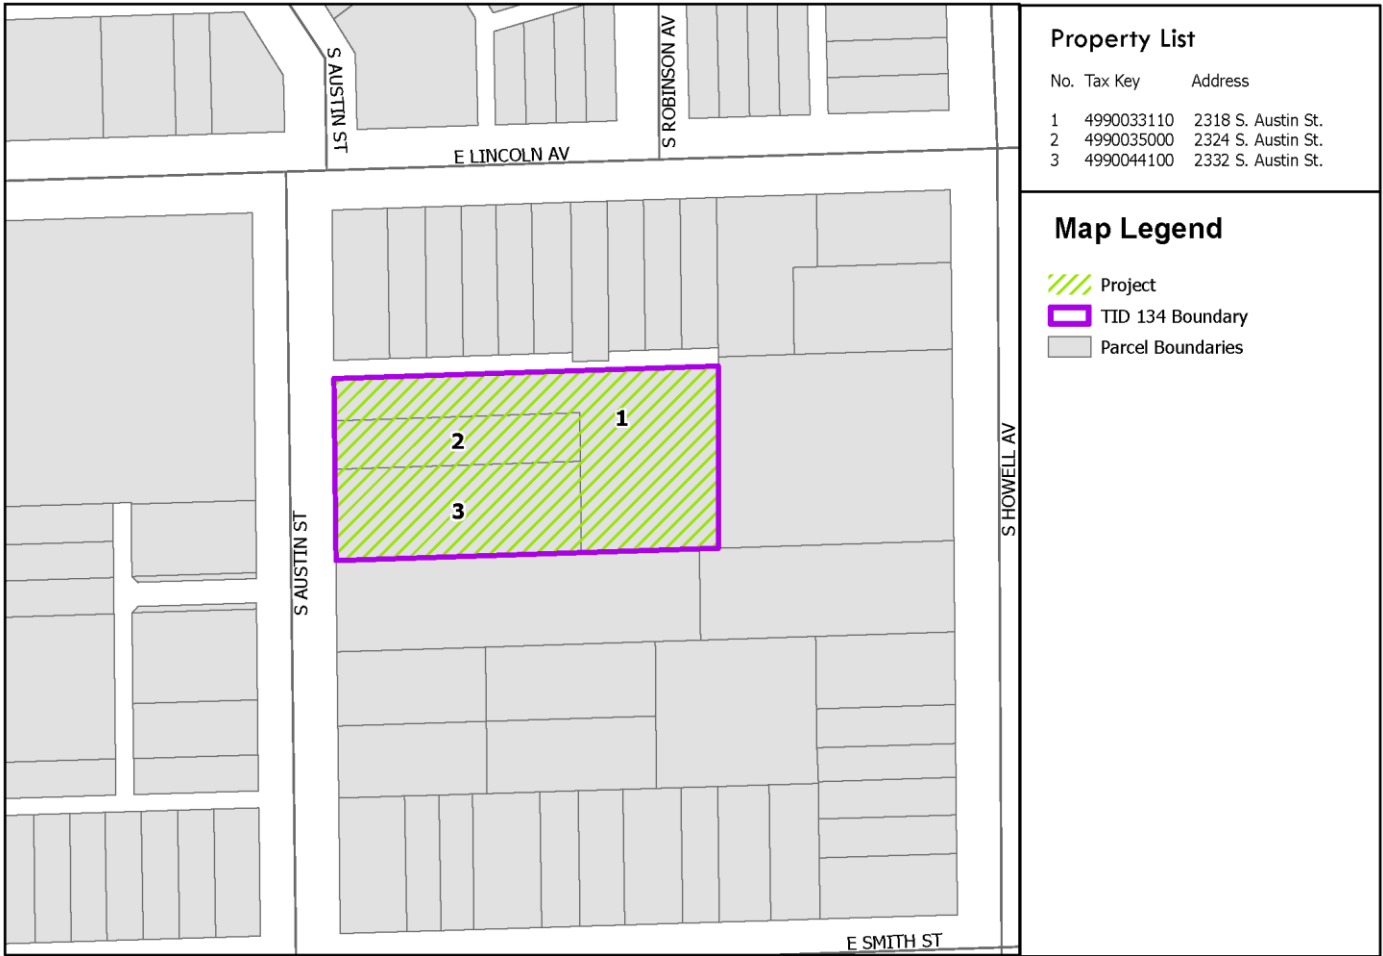 S AUSTIN ST
S ROBINSON AV
E LINCOLN AV
1
2
3
S AUSTIN ST
S HOWELL AV
E SMITH ST
Property List
No. Tax Key Address
1 4990033110 2318 S. Austin St.
2 4990035000 2324 S. Austin St.
3 4990044100 2332 S. Austin St.
Map Legend
Project
TID 134 Boundary
Parcel Boundaries